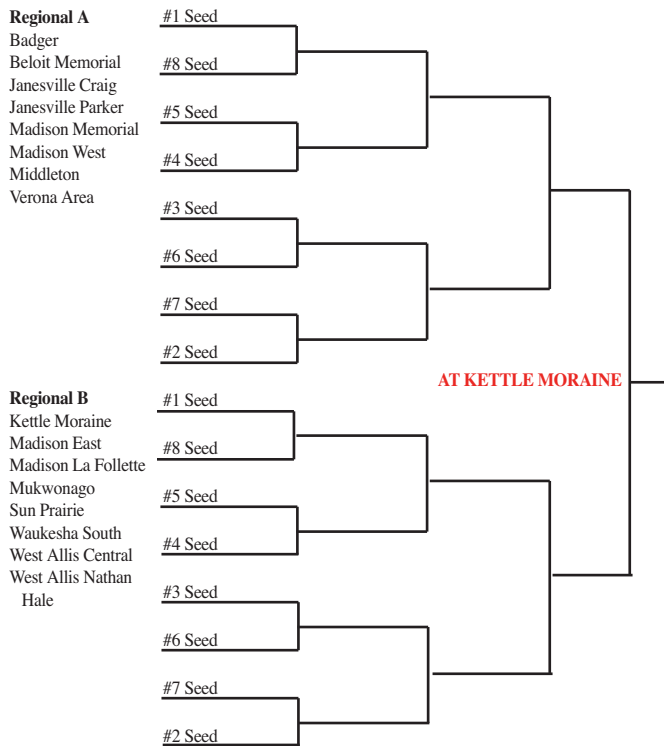 Regional A
Badger
Beloit Memorial
Janesville Craig
Janesville Parker
Madison Memorial
Madison West
Middleton
Verona Area
#1 Seed
#8 Seed
#5 Seed
#4 Seed
#3 Seed
#6 Seed
#7 Seed
#2 Seed
AT KETTLE MORAINE
Regional B
Kettle Moraine
Madison East
Madison La Follette
Mukwonago
Sun Prairie
Waukesha South
West Allis Central
West Allis Nathan
Hale
#1 Seed
#8 Seed
#5 Seed
#4 Seed
#3 Seed
#6 Seed
#7 Seed
#2 Seed